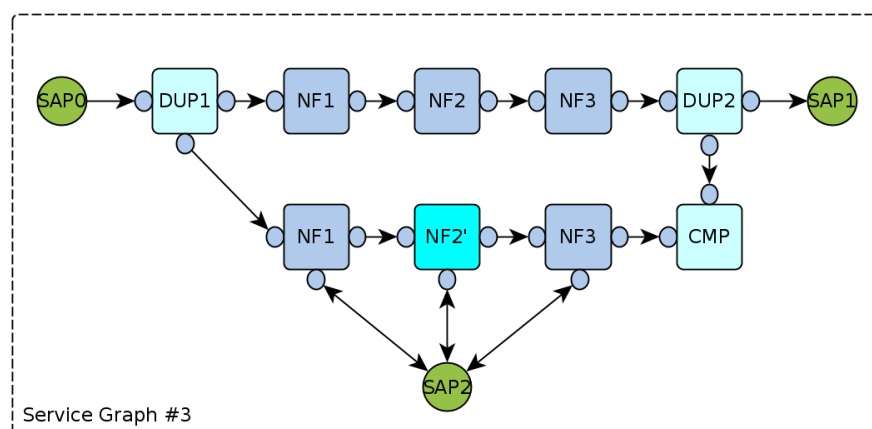 SAP0
DUP1
NF1
NF2
NF3
DUP2
SAP1
NF1
NF2'
NF3
CMP
SAP2
Service Graph #3